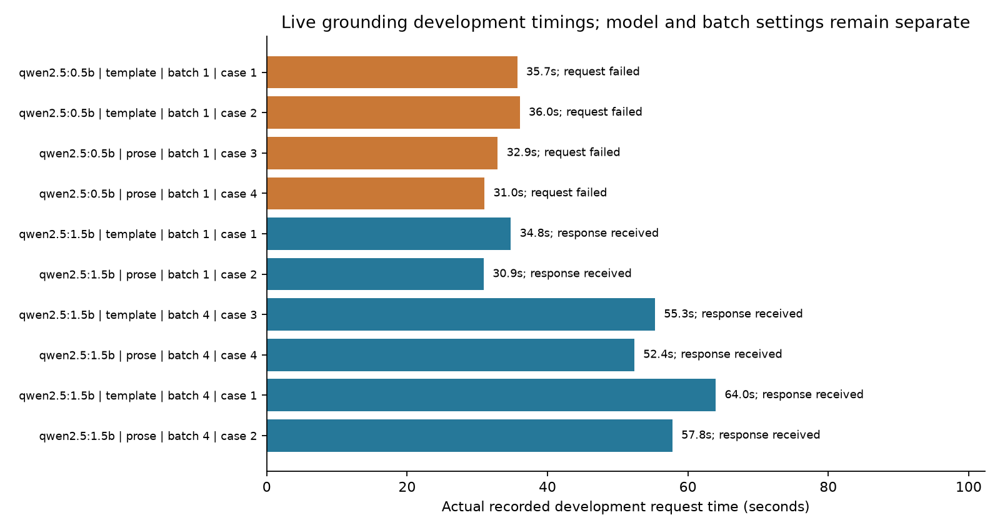 Live grounding development timings; model and batch settings remain separate
qwen2.5:0.5b | template | batch 1 | case 1
35.7s; request failed
qwen2.5:0.5b | template | batch 1 | case 2
36.0s; request failed
qwen2.5:0.5b | prose | batch 1 | case 3
32.9s; request failed
qwen2.5:0.5b | prose | batch 1 | case 4
31.0s; request failed
qwen2.5:1.5b | template | batch 1 | case 1
34.8s; response received
qwen2.5:1.5b | prose | batch 1 | case 2
30.9s; response received
qwen2.5:1.5b | template | batch 4 | case 3
55.3s; response received
qwen2.5:1.5b | prose | batch 4 | case 4
52.4s; response received
qwen2.5:1.5b | template | batch 4 | case 1
64.0s; response received
qwen2.5:1.5b | prose | batch 4 | case 2
57.8s; response received
0 20 40 60 80 100
Actual recorded development request time (seconds)